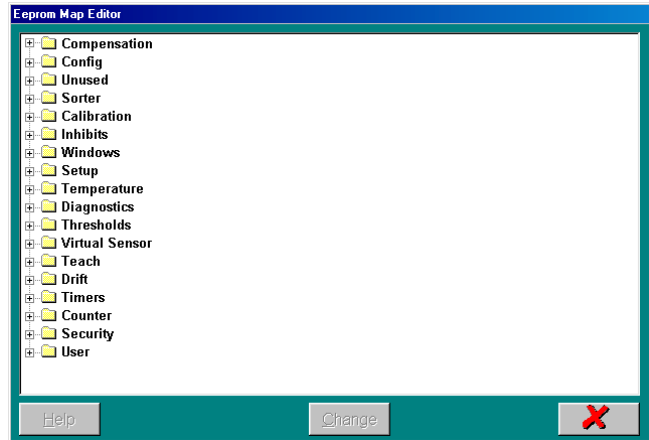 Eeprom Map Editor
Compensation
Config
Unused
Sorter
Calibration
Inhibits
Windows
Setup
Temperature
Diagnostics
Thresholds
Virtual Sensor
Teach
Drift
Timers
Counter
Security
User
Help
Change